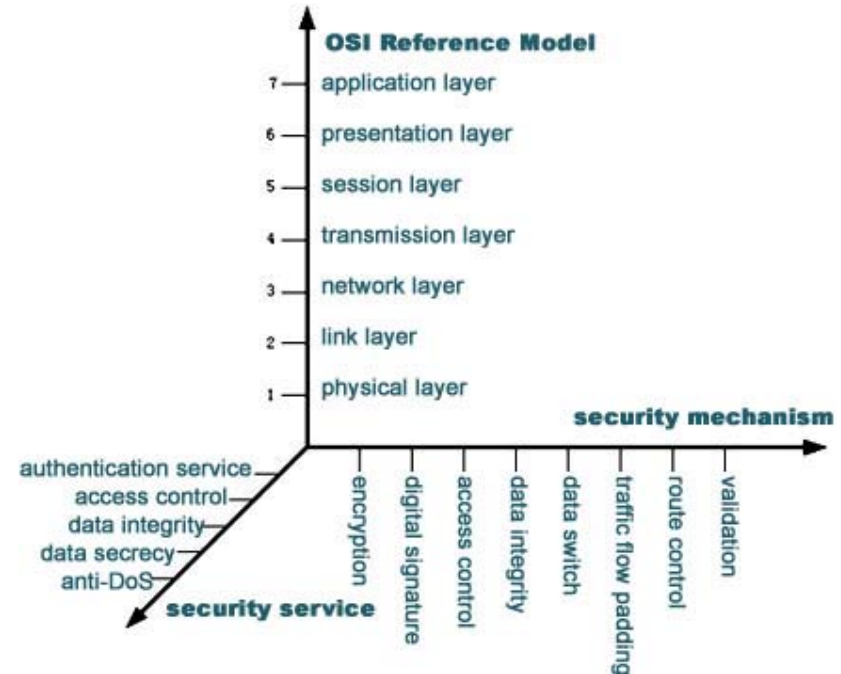 OSI Reference Model
7 application layer
6 presentation layer
5 session layer
4 transmission layer
3 network layer
2 link layer
1 physical layer
security mechanism
authentication service
access control
data integrity
data secrecy
anti-DoS
security service
encryption
digital signature
access control
data integrity
data switch
traffic flow padding
route control
validation